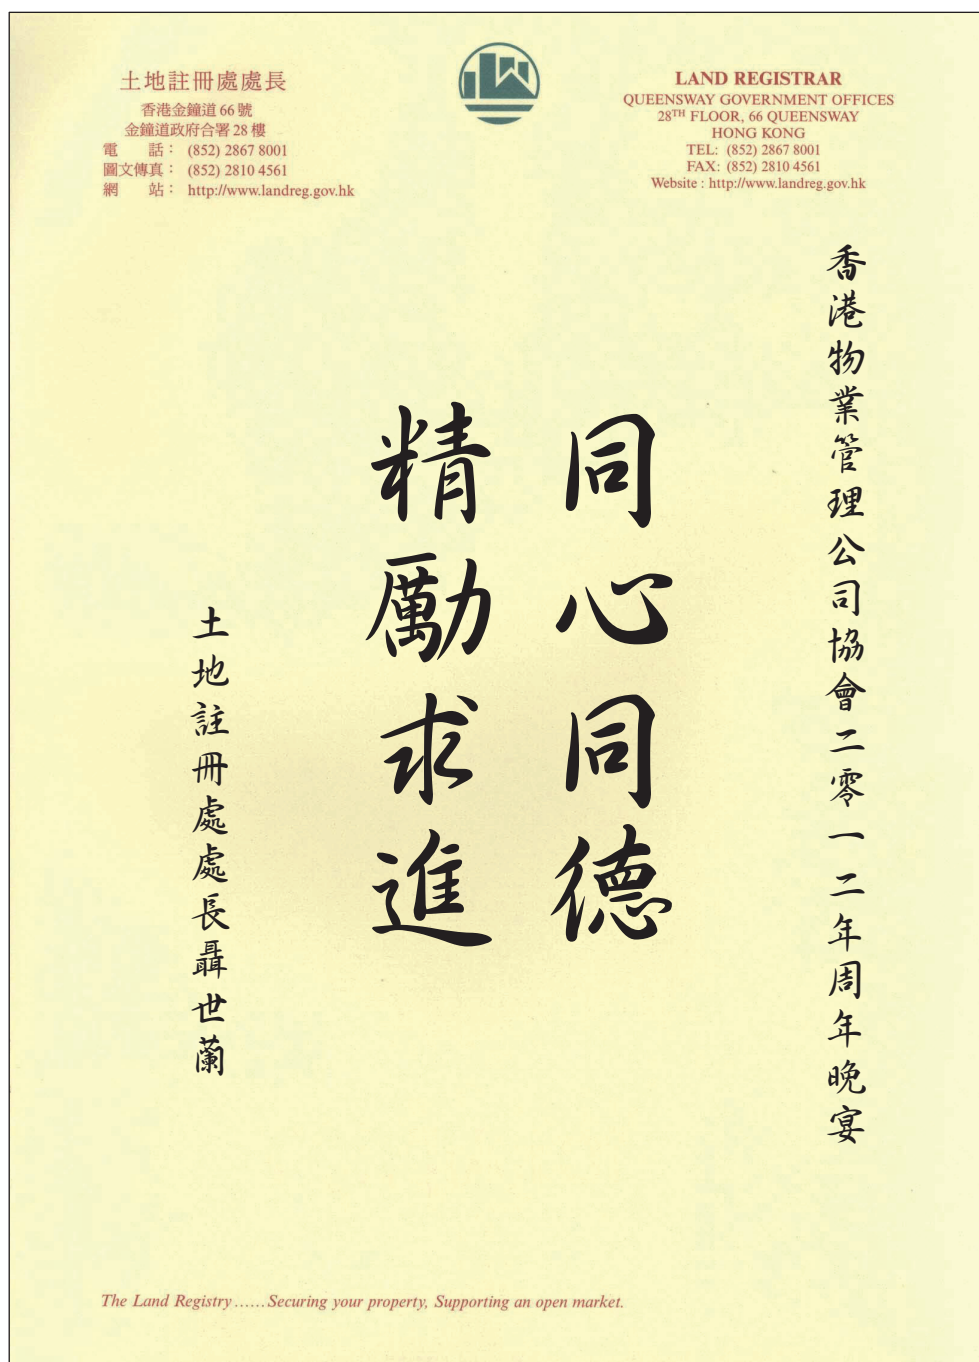 土地註冊處處長
香港金鐘道 66 號
金鐘道政府合署 28 樓
電　　話： (852) 2867 8001
圖文傳真： (852) 2810 4561
網　　站： http://www.landreg.gov.hk
LAND REGISTRAR
QUEENSWAY GOVERNMENT OFFICES
28TH FLOOR, 66 QUEENSWAY
HONG KONG
TEL: (852) 2867 8001
FAX: (852) 2810 4561
Website : http://www.landreg.gov.hk
香港物業管理公司協會二零一二年周年晚宴
同心同德
精勵求進
土地註冊處處長聶世蘭
The Land Registry......Securing your property, Supporting an open market.